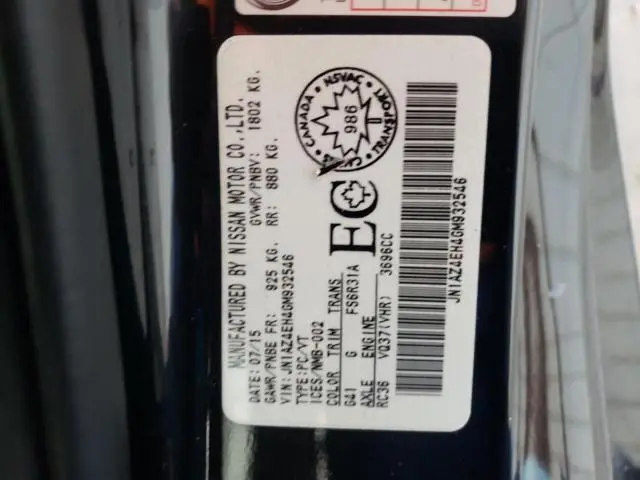 MANUFACTURED BY NISSAN MOTOR CO.,LTD.
DATE: 07/15 GVWR/PNBV: 1802 KG.
GAWR/PNBE FR: 925 KG. RR: 880 KG.
VIN: JN1AZ4EH4GM932546
TYPE:PC/VT
ICES/NMB-002
COLOR TRIM TRANS
G41 G FS6R31A
AXLE ENGINE
RC36 VQ37(VHR) 3696CC
CANADA
NSVAC
TRANSPORT
986
EC
JN1AZ4EH4GM932546